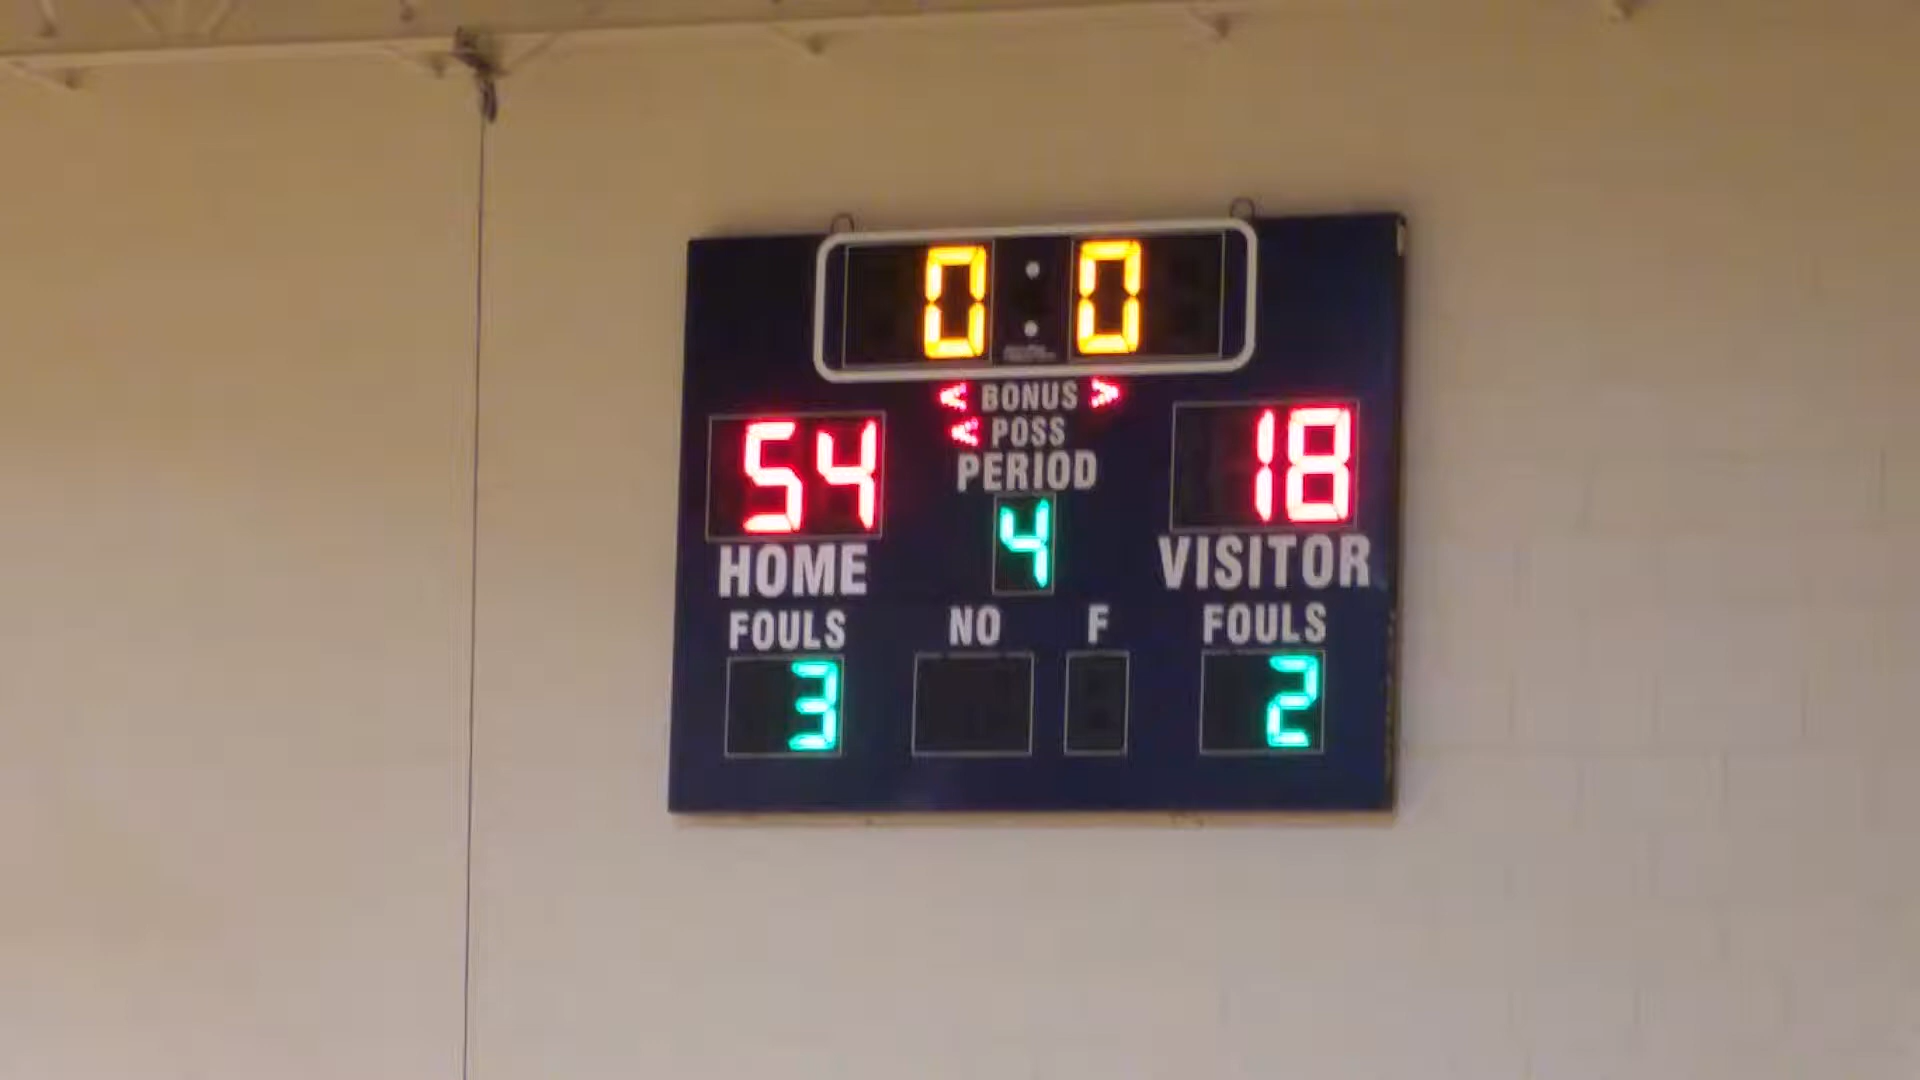 0:0
< BONUS >
< POSS
PERIOD
54 4 18
HOME VISITOR
FOULS NO F FOULS
3 2